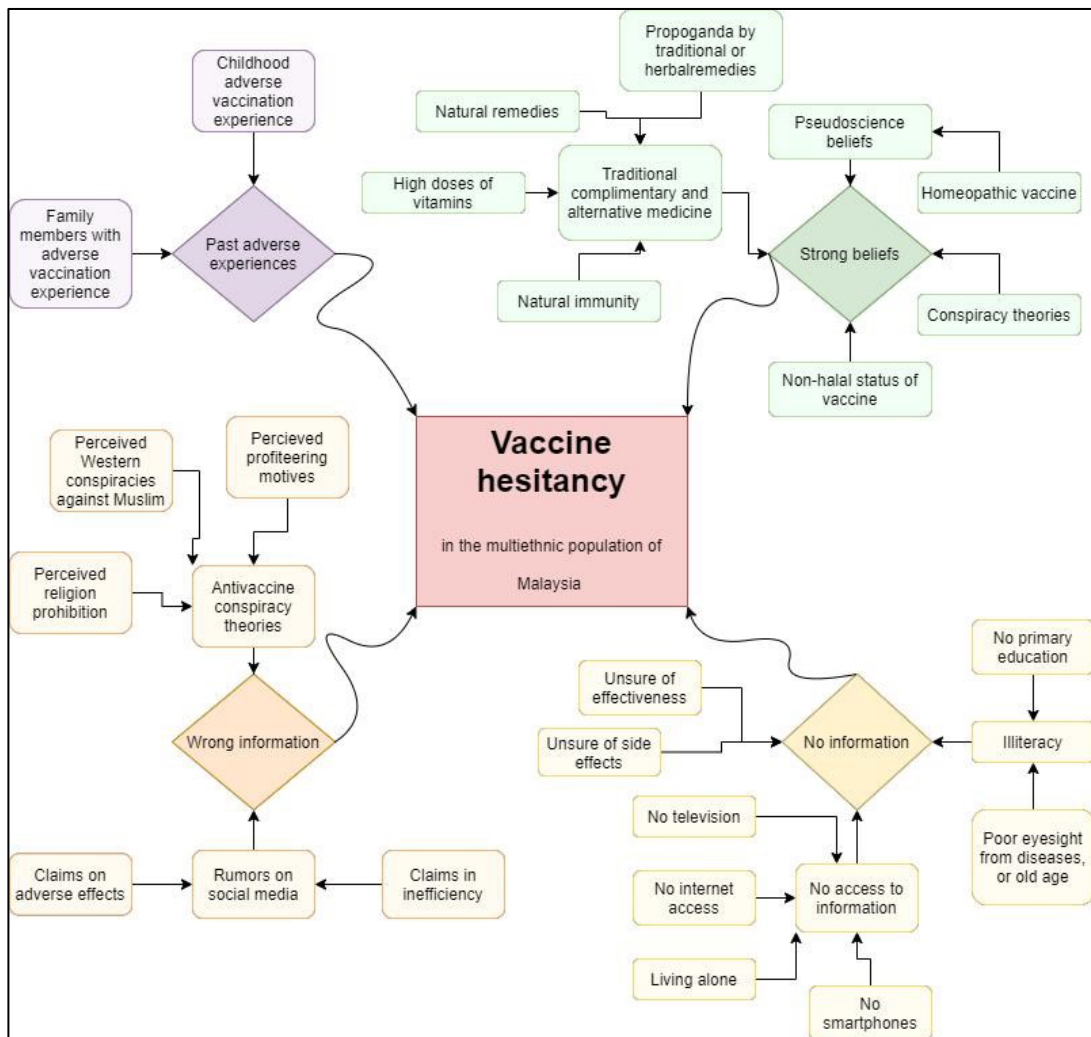 Childhood
adverse
vaccination
experience
Family
members with
adverse
vaccination
experience
Past adverse
experiences
Propoganda by
traditional or
herbalremedies
Natural remedies
High doses of
vitamins
Traditional
complimentary and
alternative medicine
Natural immunity
Pseudoscience
beliefs
Homeopathic vaccine
Strong beliefs
Conspiracy theories
Non-halal status of
vaccine
Vaccine
hesitancy
in the multiethnic population of
Malaysia
Perceived
Western
conspiracies
against Muslim
Percieved
profiteering
motives
Perceived
religion
prohibition
Antivaccine
conspiracy
theories
Wrong information
Claims on
adverse effects
Rumors on
social media
Claims in
inefficiency
Unsure of
effectiveness
Unsure of side
effects
No information
No primary
education
Illiteracy
Poor eyesight
from diseases,
or old age
No television
No internet
access
No access to
information
Living alone
No
smartphones